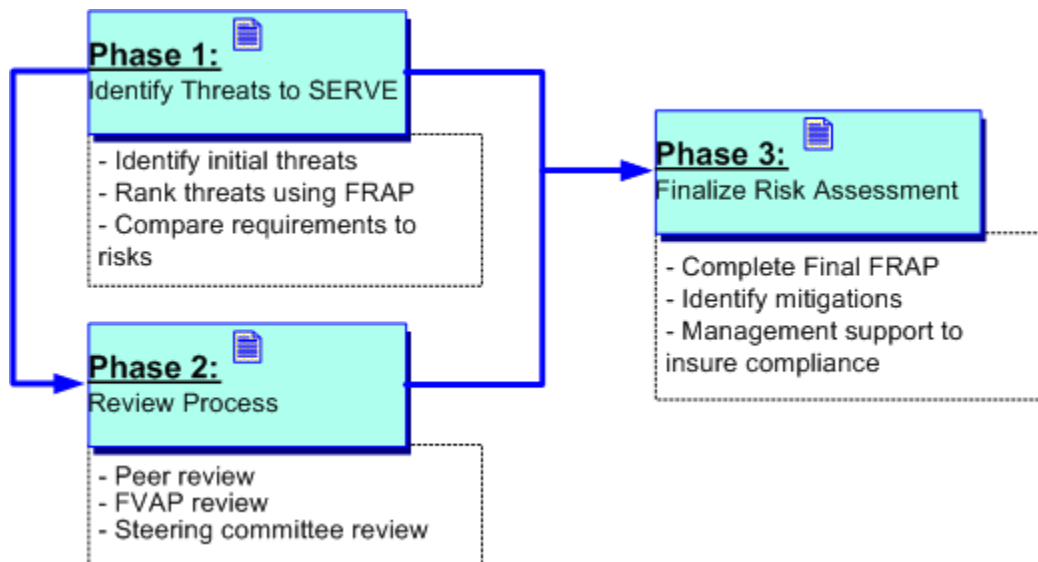 Phase 1:
Identify Threats to SERVE
- Identify initial threats
- Rank threats using FRAP
- Compare requirements to
risks
Phase 2:
Review Process
- Peer review
- FVAP review
- Steering committee review
Phase 3:
Finalize Risk Assessment
- Complete Final FRAP
- Identify mitigations
- Management support to
insure compliance